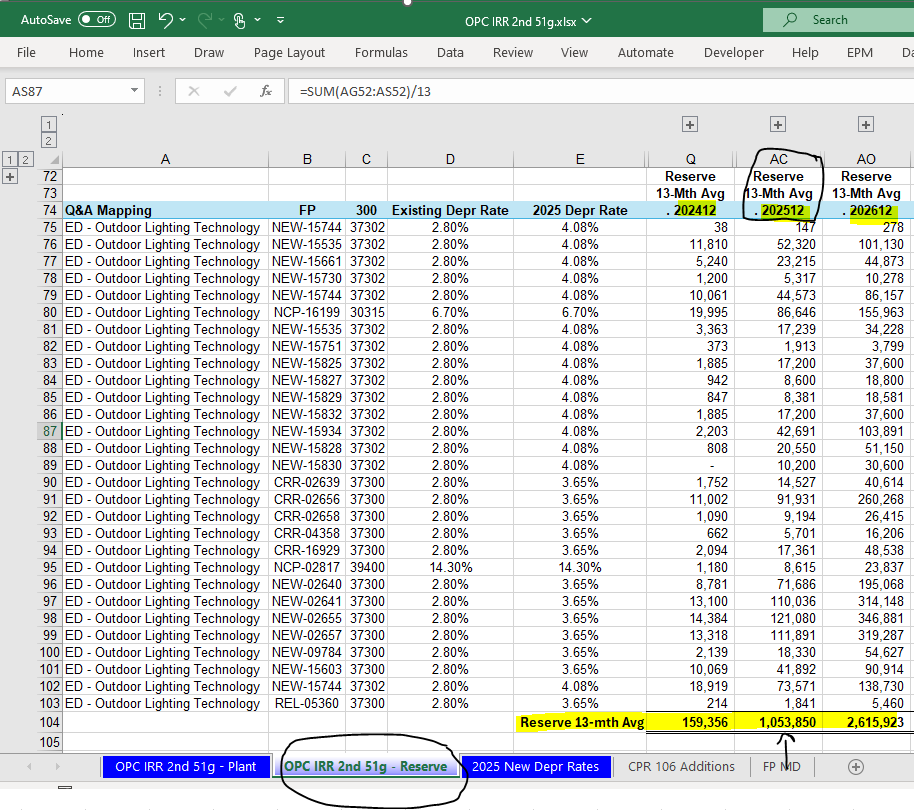 AutoSave Off OPC IRR 2nd 51g.xlsx Search
File Home Insert Draw Page Layout Formulas Data Review View Automate Developer Help EPM Da
AS87 fx =SUM(AG52:AS52)/13
1
2
1 2 A B C D E Q AC AO
72 Reserve Reserve Reserve
73 13-Mth Avg 13-Mth Avg 13-Mth Avg
74 Q&A Mapping FP 300 Existing Depr Rate 2025 Depr Rate . 202412 . 202512 . 202612
75 ED - Outdoor Lighting Technology NEW-15744 37302 2.80% 4.08% 38 147 278
76 ED - Outdoor Lighting Technology NEW-15535 37302 2.80% 4.08% 11,810 52,320 101,130
77 ED - Outdoor Lighting Technology NEW-15661 37302 2.80% 4.08% 5,240 23,215 44,873
78 ED - Outdoor Lighting Technology NEW-15730 37302 2.80% 4.08% 1,200 5,317 10,278
79 ED - Outdoor Lighting Technology NEW-15744 37302 2.80% 4.08% 10,061 44,573 86,157
80 ED - Outdoor Lighting Technology NCP-16199 30315 6.70% 6.70% 19,995 86,646 155,963
81 ED - Outdoor Lighting Technology NEW-15535 37302 2.80% 4.08% 3,363 17,239 34,228
82 ED - Outdoor Lighting Technology NEW-15751 37302 2.80% 4.08% 373 1,913 3,799
83 ED - Outdoor Lighting Technology NEW-15825 37302 2.80% 4.08% 1,885 17,200 37,600
84 ED - Outdoor Lighting Technology NEW-15827 37302 2.80% 4.08% 942 8,600 18,800
85 ED - Outdoor Lighting Technology NEW-15829 37302 2.80% 4.08% 847 8,381 18,581
86 ED - Outdoor Lighting Technology NEW-15832 37302 2.80% 4.08% 1,885 17,200 37,600
87 ED - Outdoor Lighting Technology NEW-15934 37302 2.80% 4.08% 2,203 42,691 103,891
88 ED - Outdoor Lighting Technology NEW-15828 37302 2.80% 4.08% 808 20,550 51,150
89 ED - Outdoor Lighting Technology NEW-15830 37302 2.80% 4.08% - 10,200 30,600
90 ED - Outdoor Lighting Technology CRR-02639 37300 2.80% 3.65% 1,752 14,527 40,614
91 ED - Outdoor Lighting Technology CRR-02656 37300 2.80% 3.65% 11,002 91,931 260,268
92 ED - Outdoor Lighting Technology CRR-02658 37300 2.80% 3.65% 1,090 9,194 26,415
93 ED - Outdoor Lighting Technology CRR-04358 37300 2.80% 3.65% 662 5,701 16,206
94 ED - Outdoor Lighting Technology CRR-16929 37300 2.80% 3.65% 2,094 17,361 48,538
95 ED - Outdoor Lighting Technology NCP-02817 39400 14.30% 14.30% 1,180 8,615 23,837
96 ED - Outdoor Lighting Technology NEW-02640 37300 2.80% 3.65% 8,781 71,686 195,068
97 ED - Outdoor Lighting Technology NEW-02641 37300 2.80% 3.65% 13,100 110,036 314,148
98 ED - Outdoor Lighting Technology NEW-02655 37300 2.80% 3.65% 14,384 121,080 346,881
99 ED - Outdoor Lighting Technology NEW-02657 37300 2.80% 3.65% 13,318 111,891 319,287
100 ED - Outdoor Lighting Technology NEW-09784 37300 2.80% 3.65% 2,139 18,330 54,627
101 ED - Outdoor Lighting Technology NEW-15603 37300 2.80% 3.65% 10,069 41,892 90,914
102 ED - Outdoor Lighting Technology NEW-15744 37302 2.80% 4.08% 18,919 73,571 138,730
103 ED - Outdoor Lighting Technology REL-05360 37300 2.80% 3.65% 214 1,841 5,460
104 Reserve 13-mth Avg 159,356 1,053,850 2,615,923
105
OPC IRR 2nd 51g - Plant OPC IRR 2nd 51g - Reserve 2025 New Depr Rates CPR 106 Additions FP MD